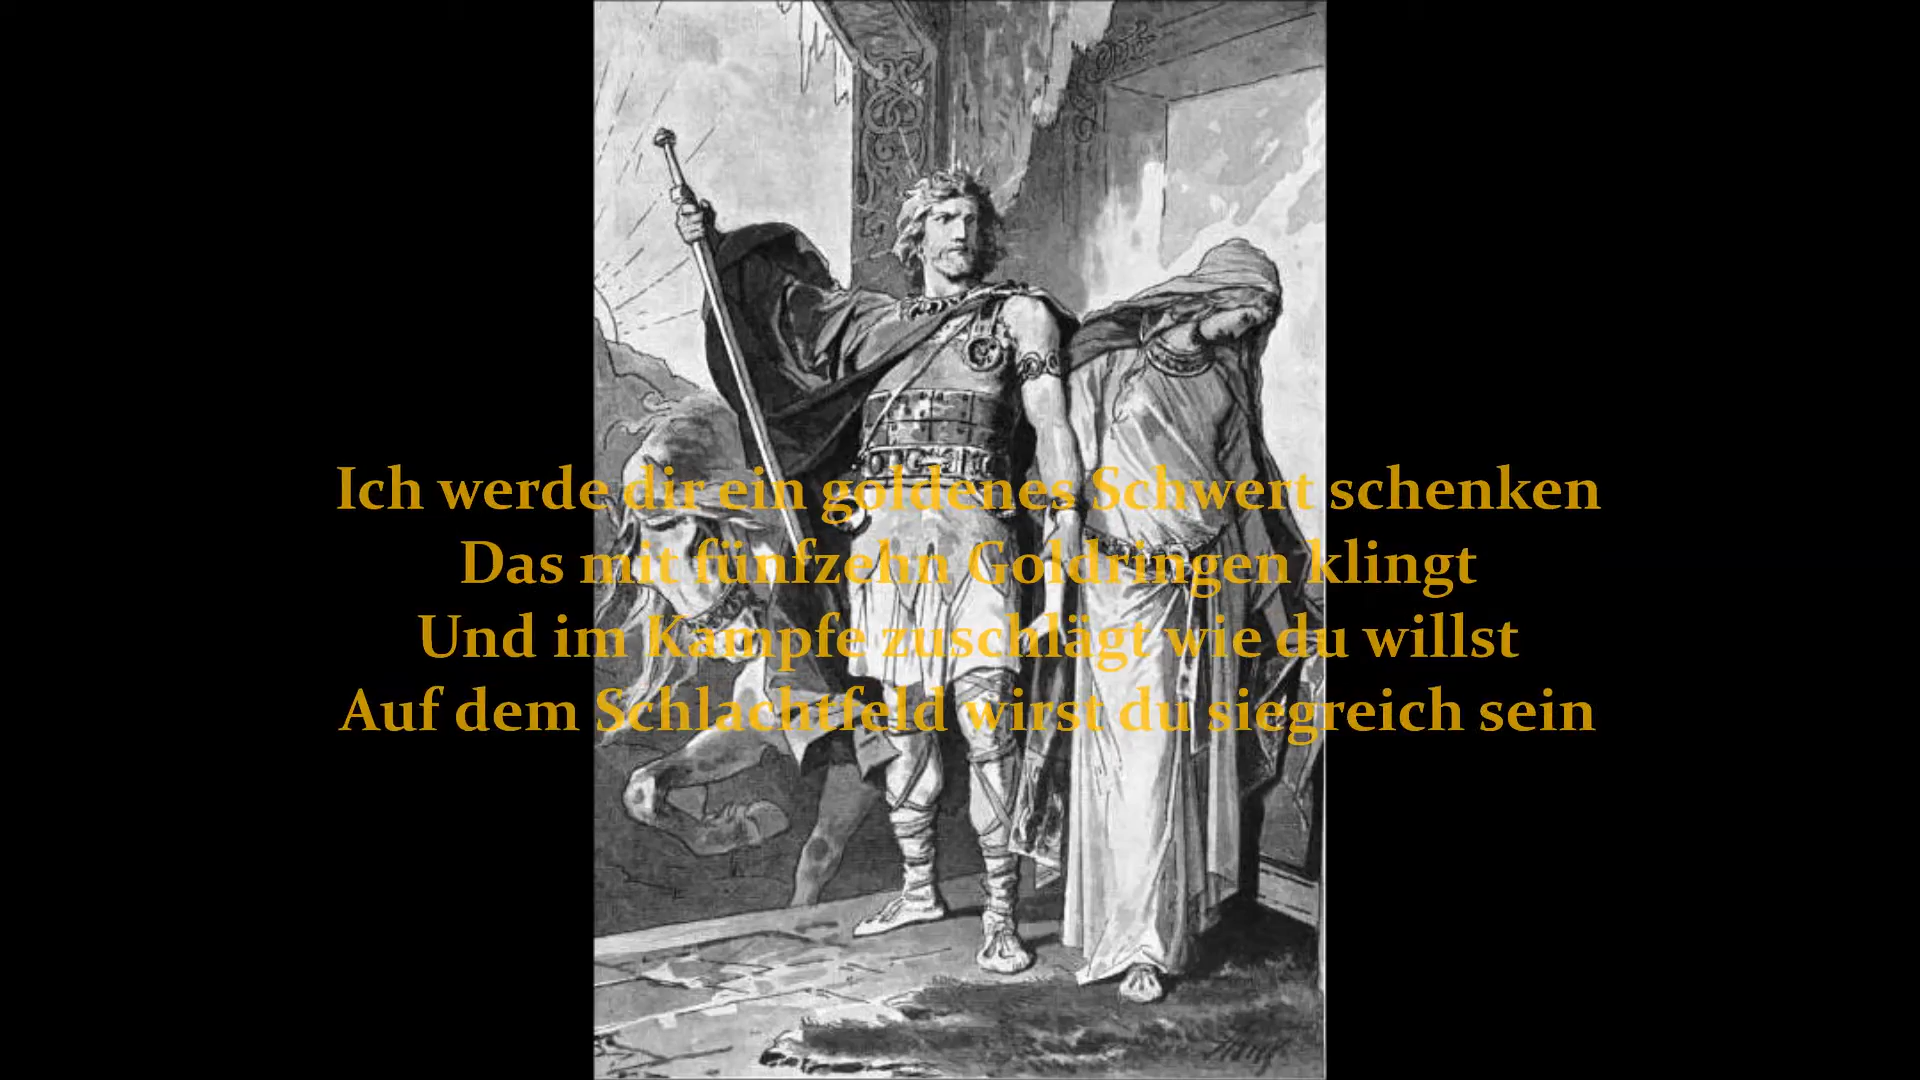 Ich werde dir ein goldenes Schwert schenken
Das mit fünfzehn Goldringen klingt
Und im Kampfe zuschlägt wie du willst
Auf dem Schlachtfeld wirst du siegreich sein